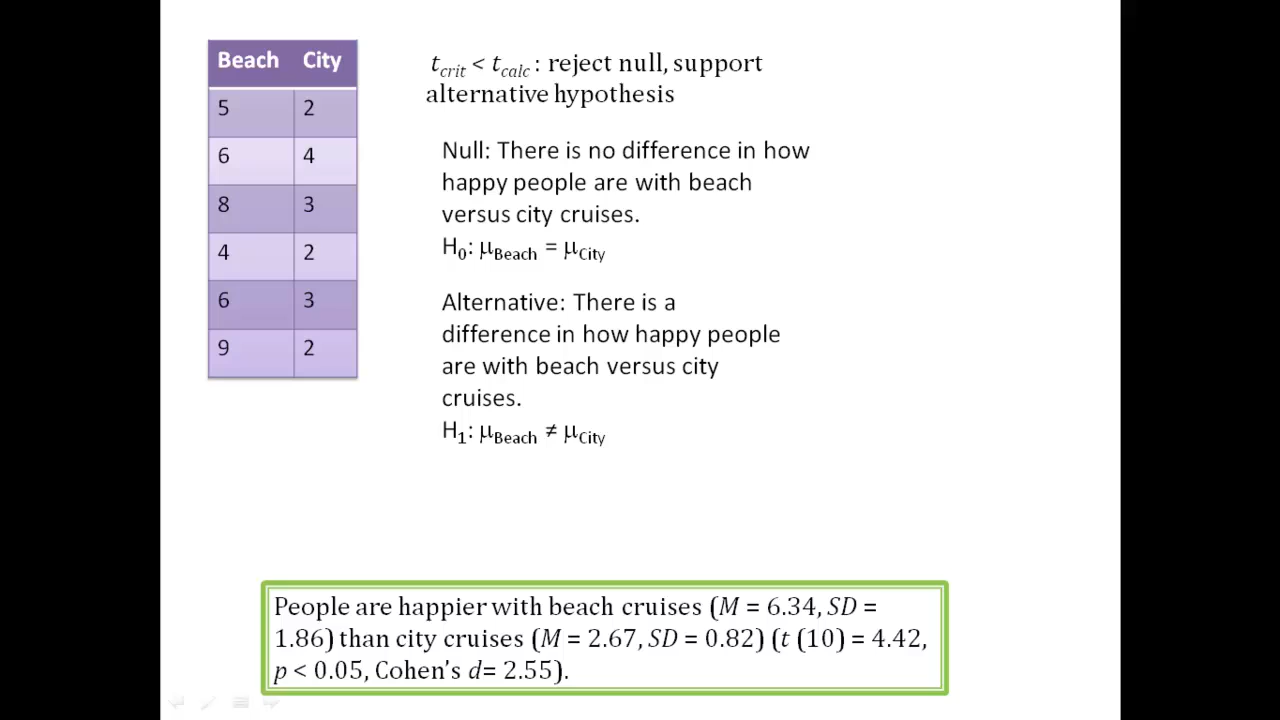 Beach City
5 2
6 4
8 3
4 2
6 3
9 2
t crit < t calc : reject null, support
alternative hypothesis
Null: There is no difference in how
happy people are with beach
versus city cruises.
H0: μBeach = μCity
Alternative: There is a
difference in how happy people
are with beach versus city
cruises.
H1: μBeach ≠ μCity
People are happier with beach cruises (M = 6.34, SD =
1.86) than city cruises (M = 2.67, SD = 0.82) (t (10) = 4.42,
p < 0.05, Cohen’s d= 2.55).